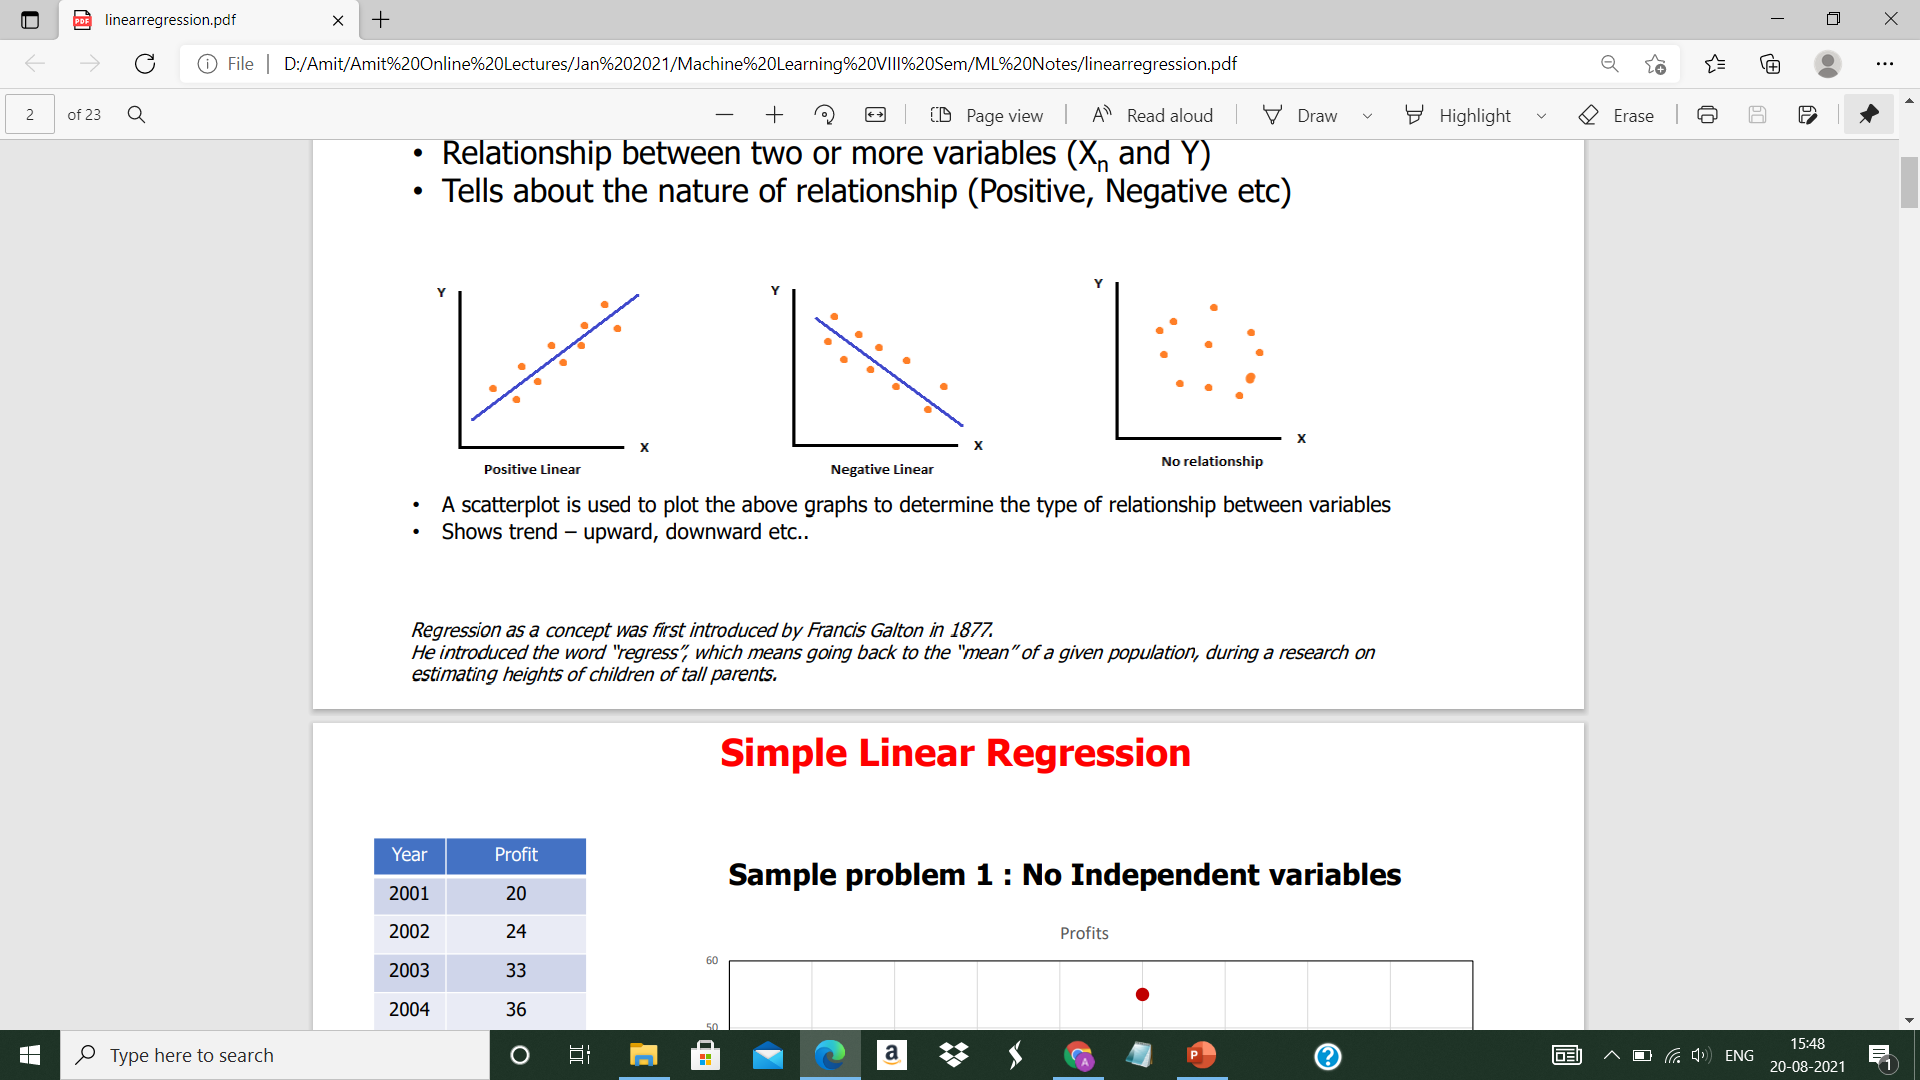 linearregression.pdf
File
D:/Amit/Amit%20Online%20Lectures/Jan%202021/Machine%20Learning%20VIII%20Sem/ML%20Notes/linearregression.pdf
2 of 23
Page view
Read aloud
Draw
Highlight
Erase
• Relationship between two or more variables (Xn and Y)
• Tells about the nature of relationship (Positive, Negative etc)
Y
X
Positive Linear
Y
X
Negative Linear
Y
X
No relationship
• A scatterplot is used to plot the above graphs to determine the type of relationship between variables
• Shows trend – upward, downward etc..
Regression as a concept was first introduced by Francis Galton in 1877.
He introduced the word “regress”, which means going back to the “mean” of a given population, during a research on
estimating heights of children of tall parents.
Simple Linear Regression
Year Profit
2001 20
2002 24
2003 33
2004 36
Sample problem 1 : No Independent variables
Profits
60
50
Type here to search
ENG
15:48
20-08-2021
1